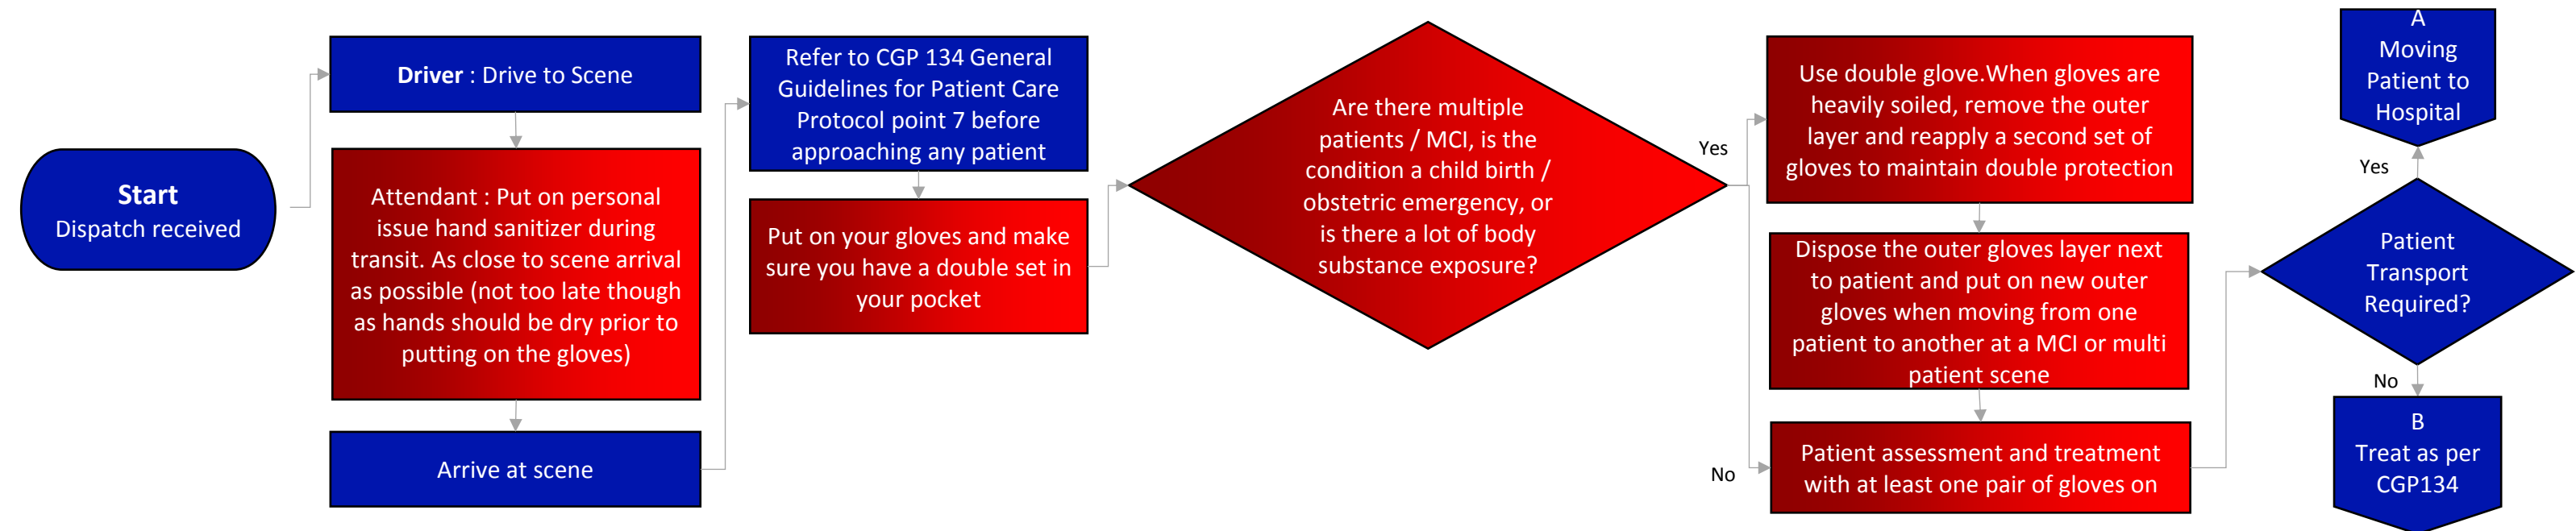 Start
Dispatch received
Driver : Drive to Scene
Attendant : Put on personal
issue hand sanitizer during
transit. As close to scene arrival
as possible (not too late though
as hands should be dry prior to
putting on the gloves)
Arrive at scene
Refer to CGP 134 General
Guidelines for Patient Care
Protocol point 7 before
approaching any patient
Put on your gloves and make
sure you have a double set in
your pocket
Are there multiple
patients / MCI, is the
condition a child birth /
obstetric emergency, or
is there a lot of body
substance exposure?
Yes
No
Use double glove.When gloves are
heavily soiled, remove the outer
layer and reapply a second set of
gloves to maintain double protection
Dispose the outer gloves layer next
to patient and put on new outer
gloves when moving from one
patient to another at a MCI or multi
patient scene
Patient assessment and treatment
with at least one pair of gloves on
Patient
Transport
Required?
Yes
A
Moving
Patient to
Hospital
No
B
Treat as per
CGP134